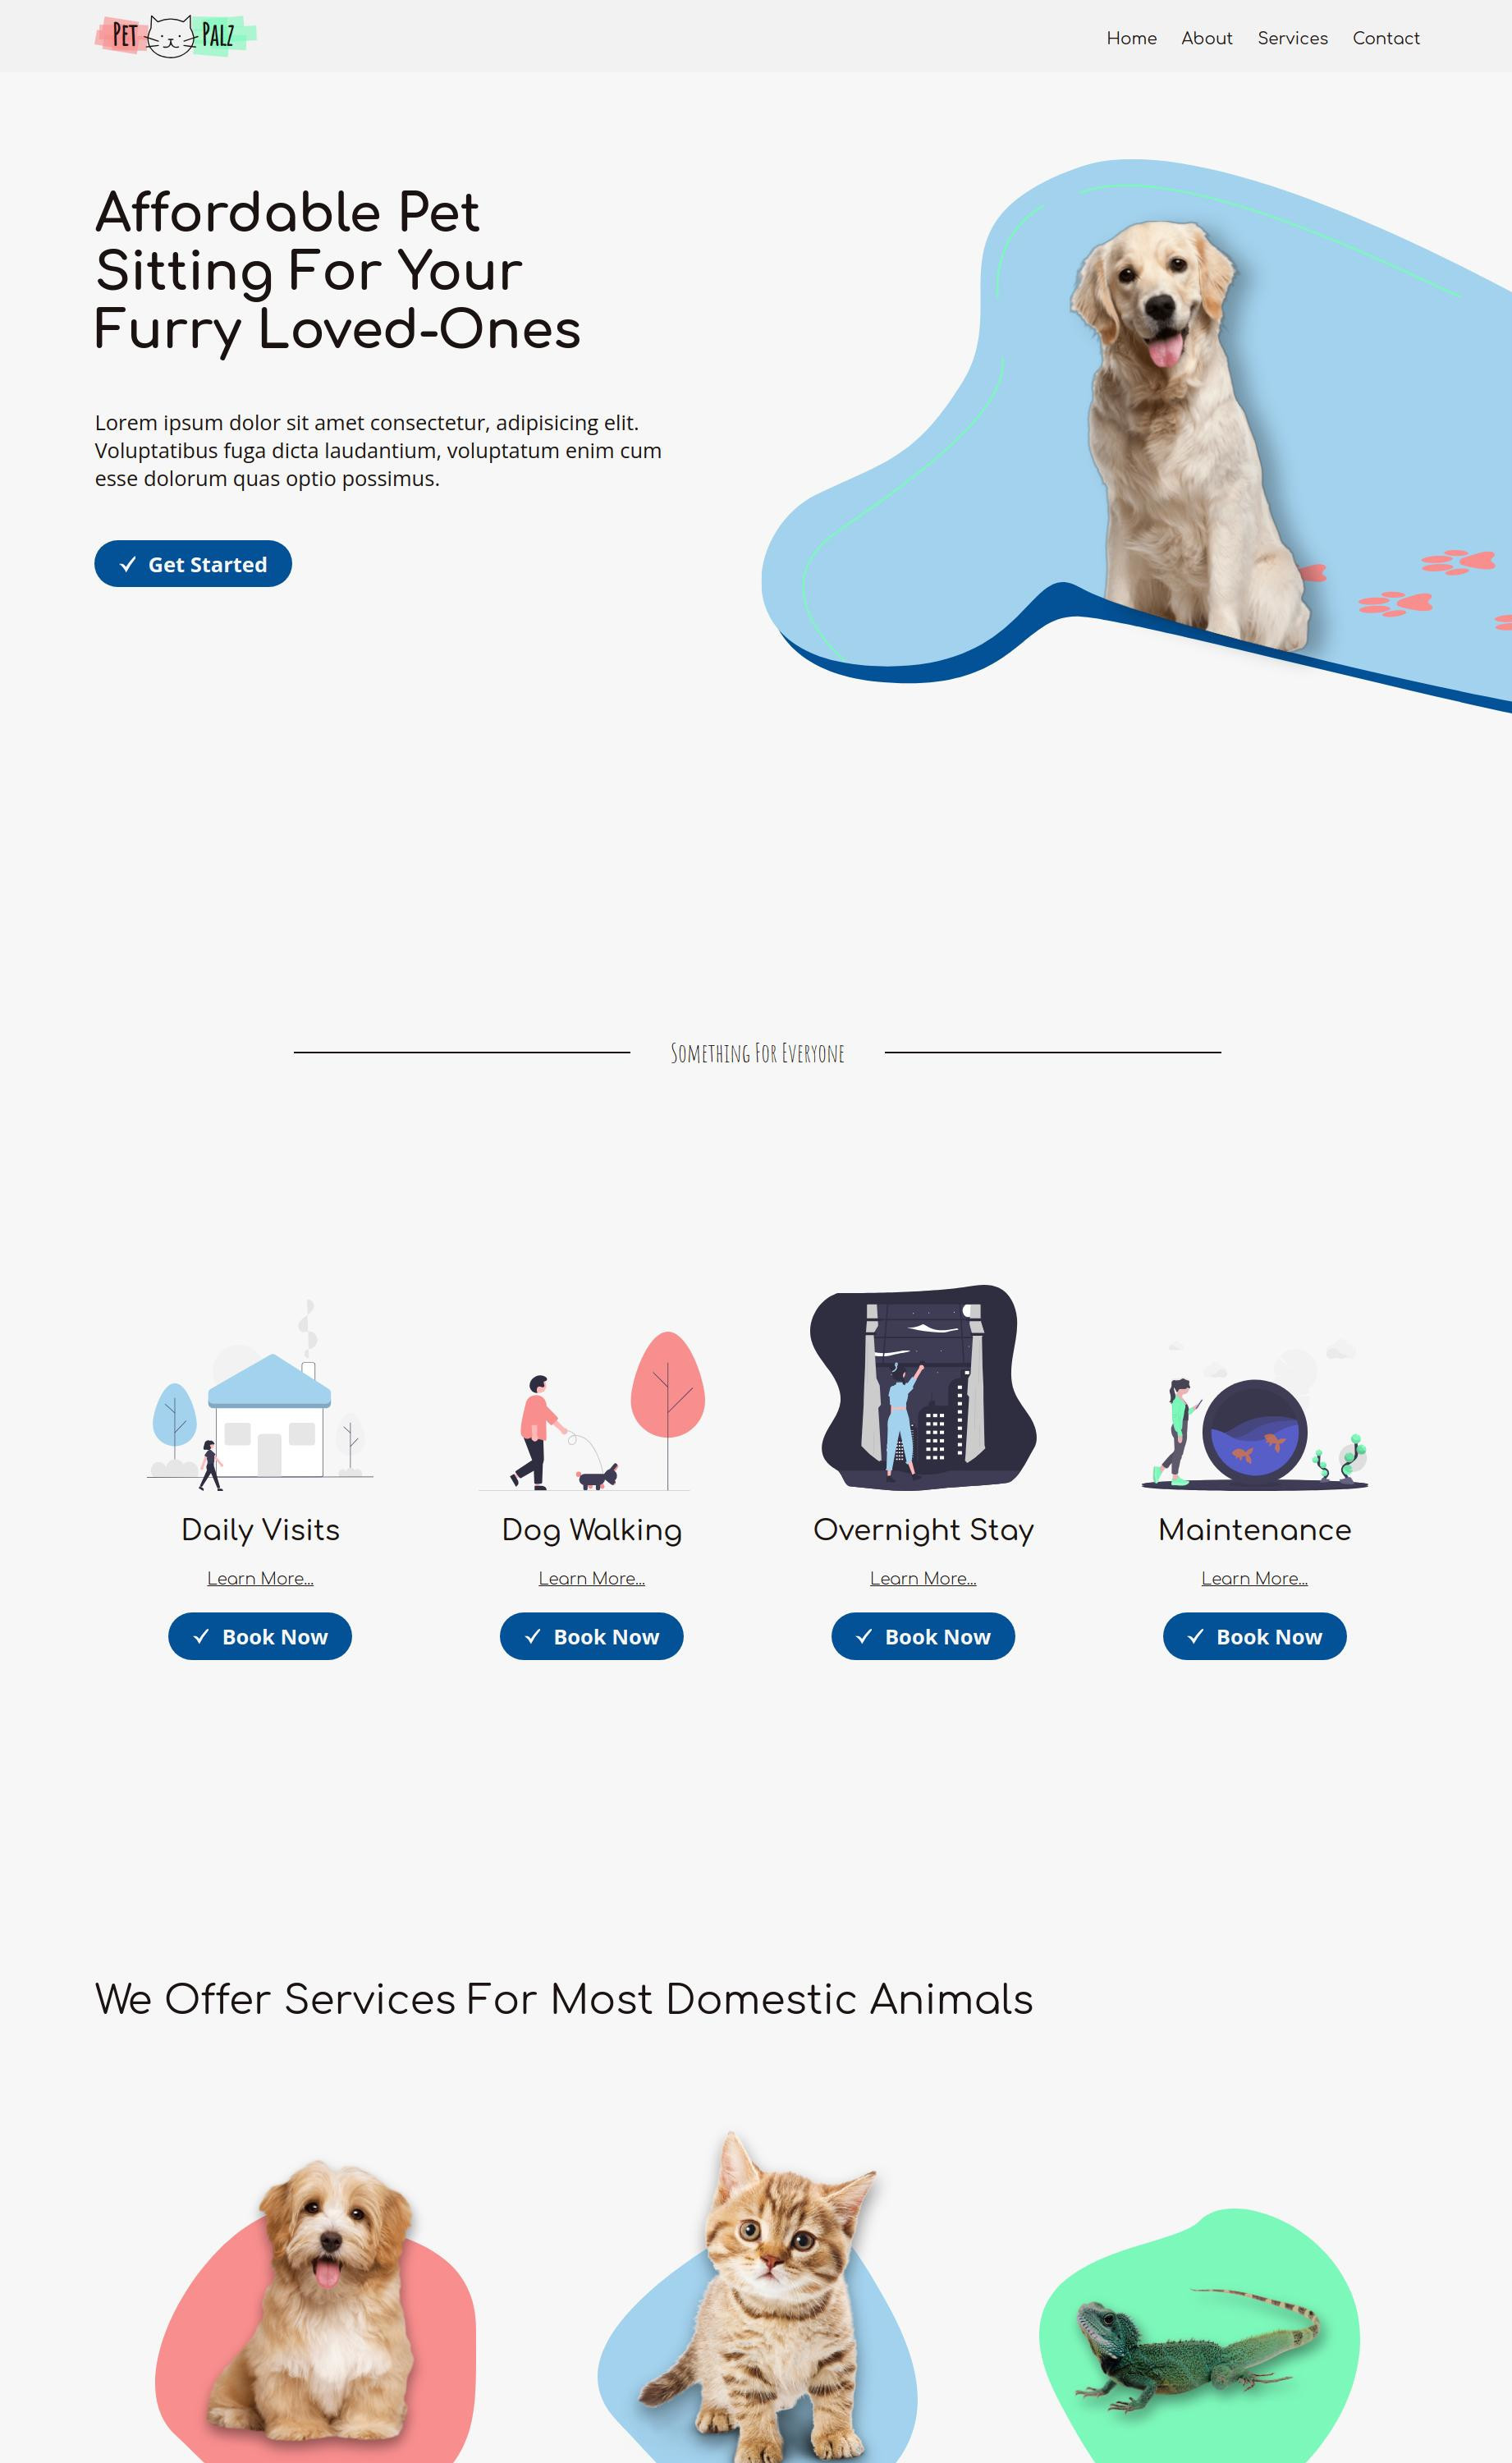 Pet Palz
Home About Services Contact
Affordable Pet
Sitting For Your
Furry Loved-Ones
Lorem ipsum dolor sit amet consectetur, adipisicing elit.
Voluptatibus fuga dicta laudantium, voluptatum enim cum
esse dolorum quas optio possimus.
Get Started
Something For Everyone
Daily Visits
Learn More...
Book Now
Dog Walking
Learn More...
Book Now
Overnight Stay
Learn More...
Book Now
Maintenance
Learn More...
Book Now
We Offer Services For Most Domestic Animals